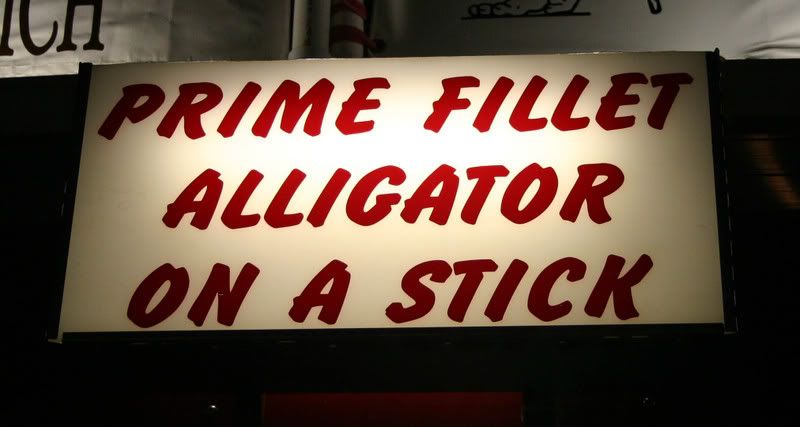 PRIME FILLET
ALLIGATOR
ON A STICK